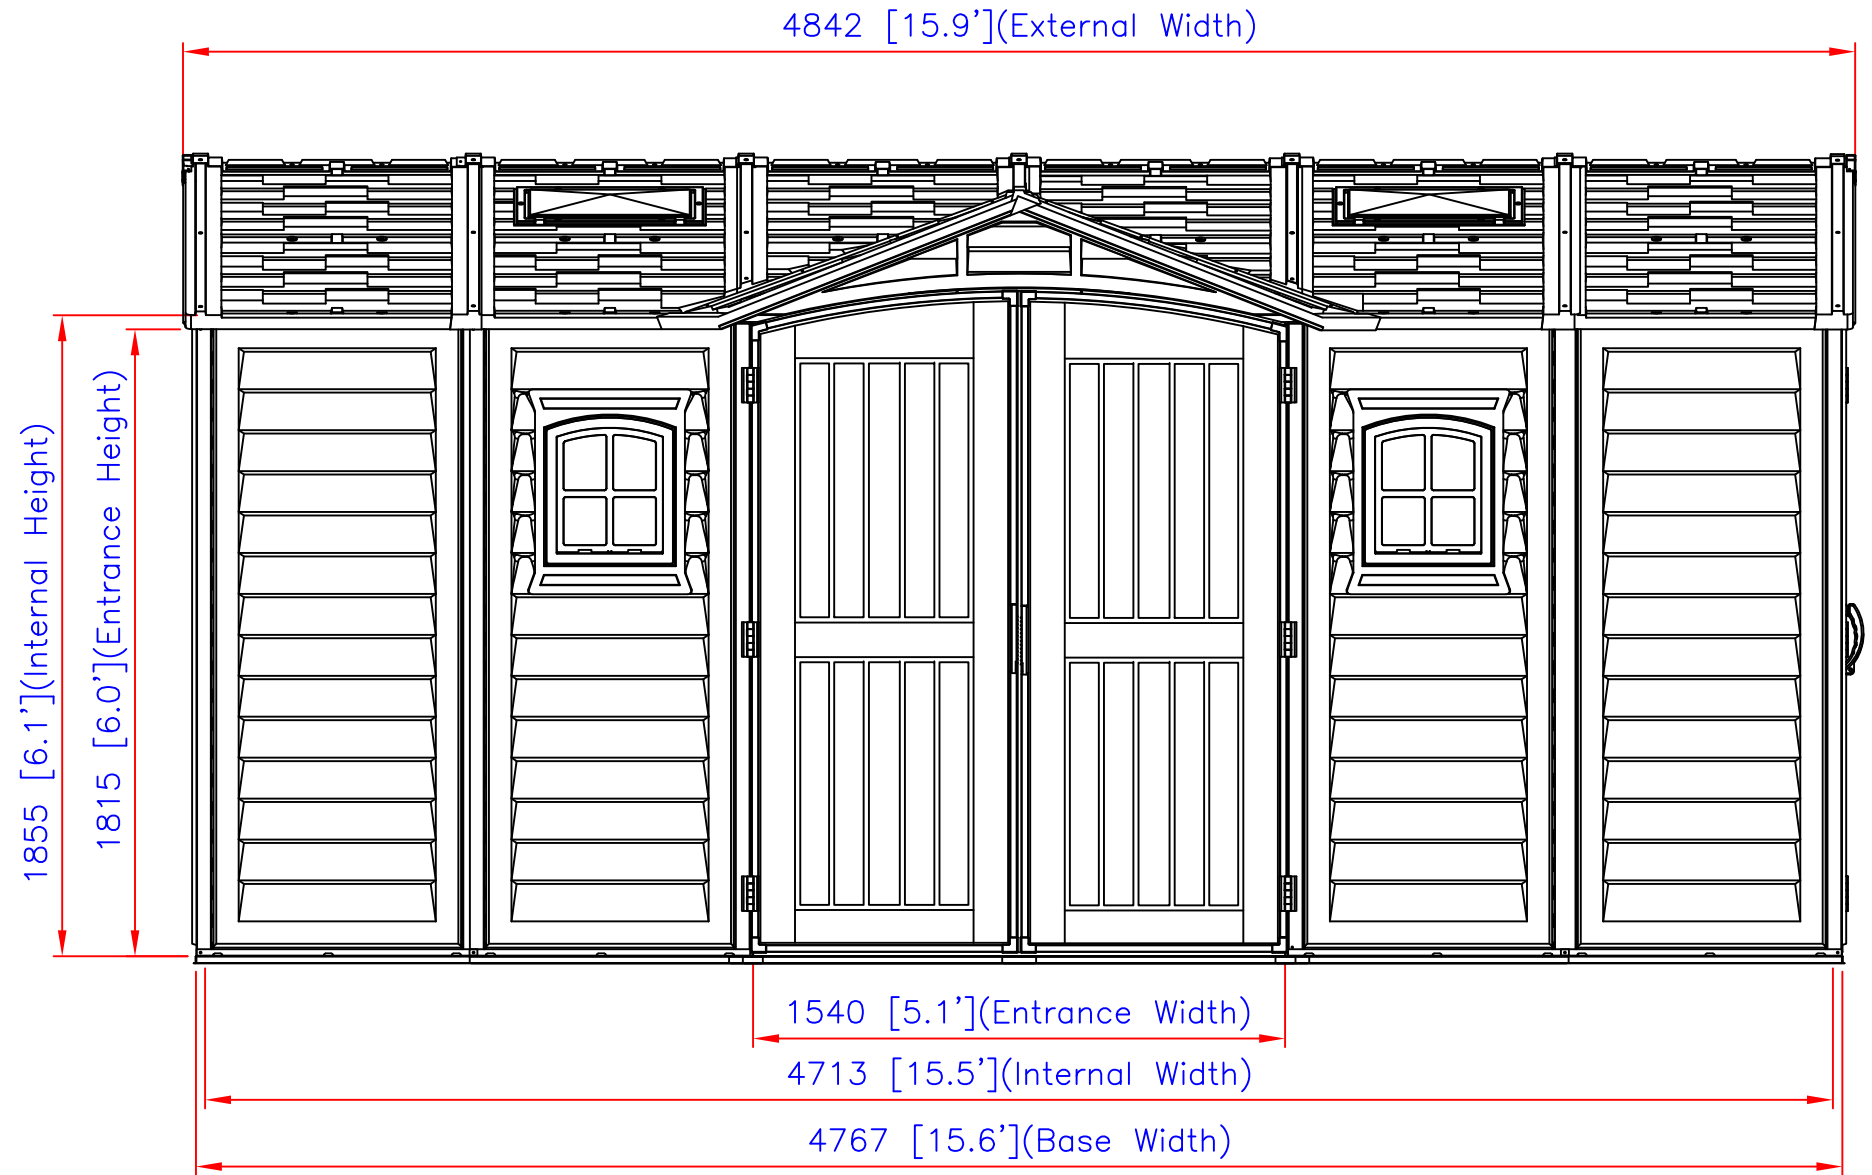 4842 [15.9'](External Width)
1855 [6.1'](Internal Height)
1815 [6.0'](Entrance Height)
1540 [5.1'](Entrance Width)
4713 [15.5'](Internal Width)
4767 [15.6'](Base Width)